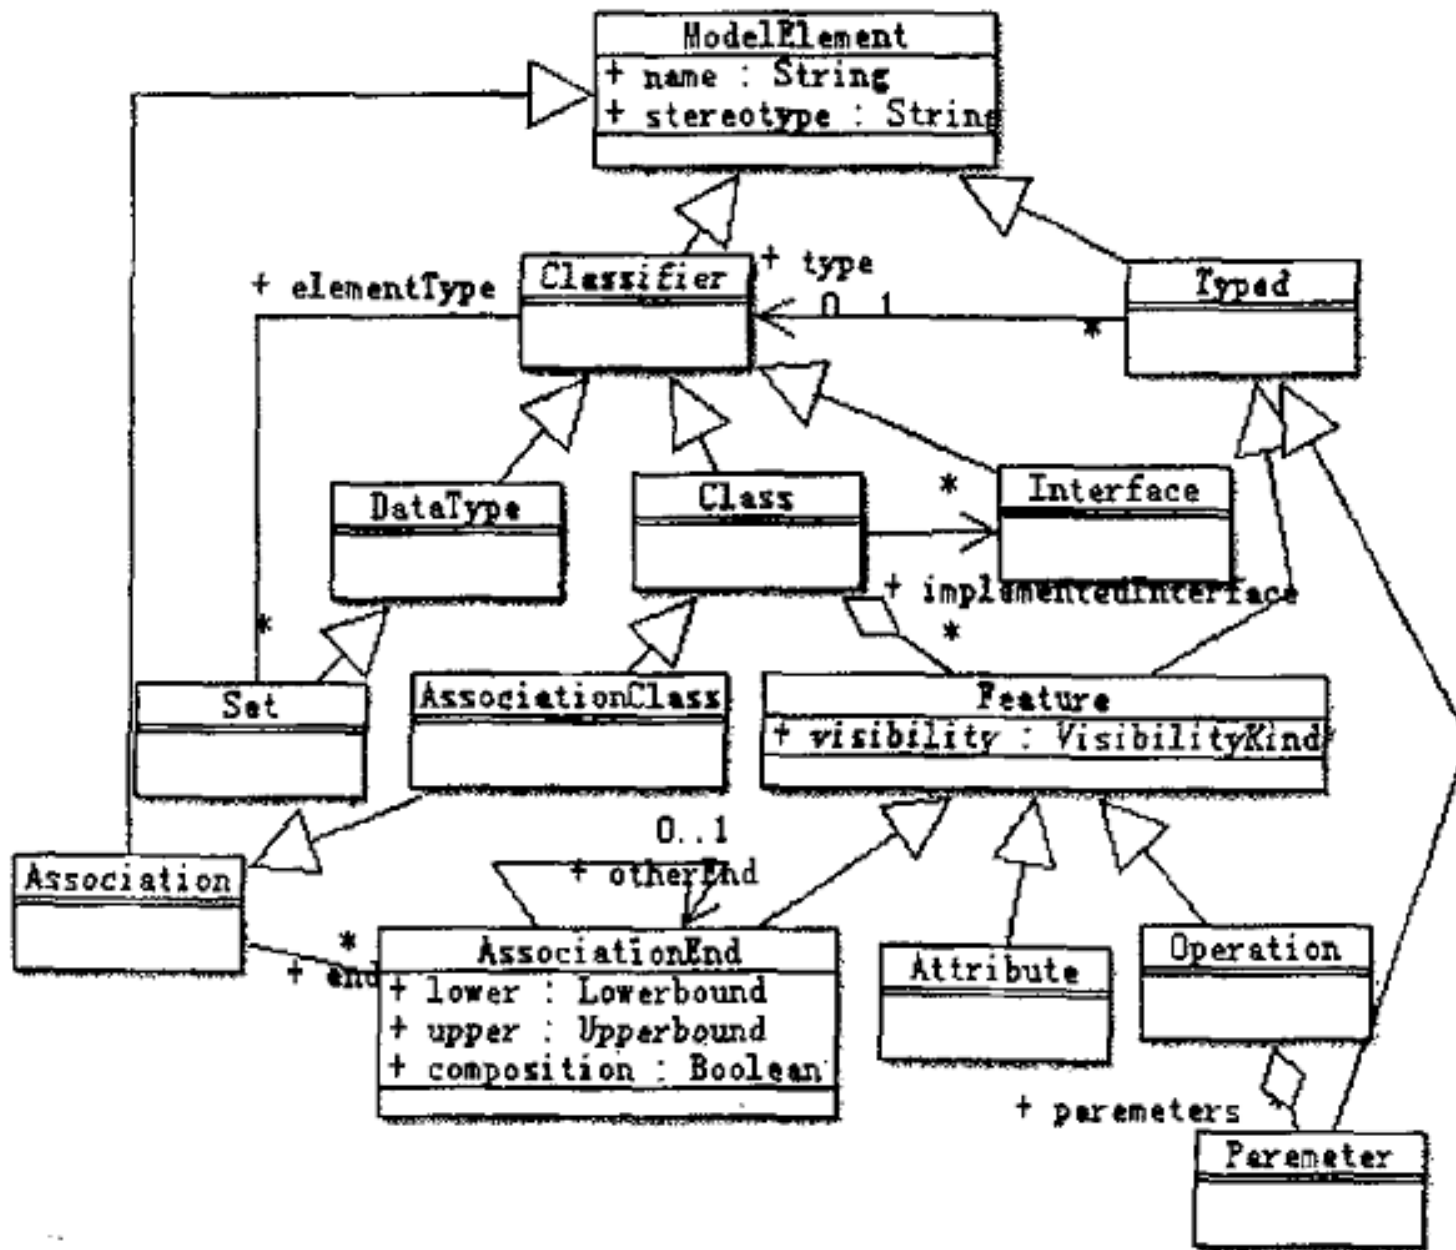 ModelElement
+ name : String
+ stereotype : String
Classifier
+ type
0..1
*
Typed
+ elementType
*
DataType
Class
*
Interface
+ implementedInterface
*
Set
AssociationClass
Feature
+ visibility : VisibilityKind
Association
0..1
+ otherEnd
*
+ end
AssociationEnd
+ lower : Lowerbound
+ upper : Upperbound
+ composition : Boolean
Attribute
Operation
+ paremeters
*
Paremeter